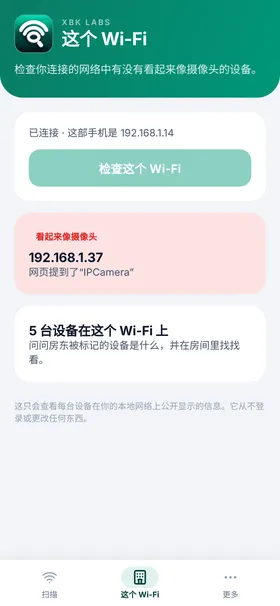 XBK LABS
这个 Wi-Fi
检查你连接的网络中有没有看起来像摄像头的设备。
已连接 · 这部手机是 192.168.1.14
检查这个 Wi-Fi
看起来像摄像头
192.168.1.37
网页提到了“IPCamera”
5 台设备在这个 Wi-Fi 上
问问房东被标记的设备是什么，并在房间里找找
看。
这只会查看每台设备在你的本地网络上公开显示的信息。它从不登
录或更改任何东西。
扫描
这个 Wi-Fi
更多